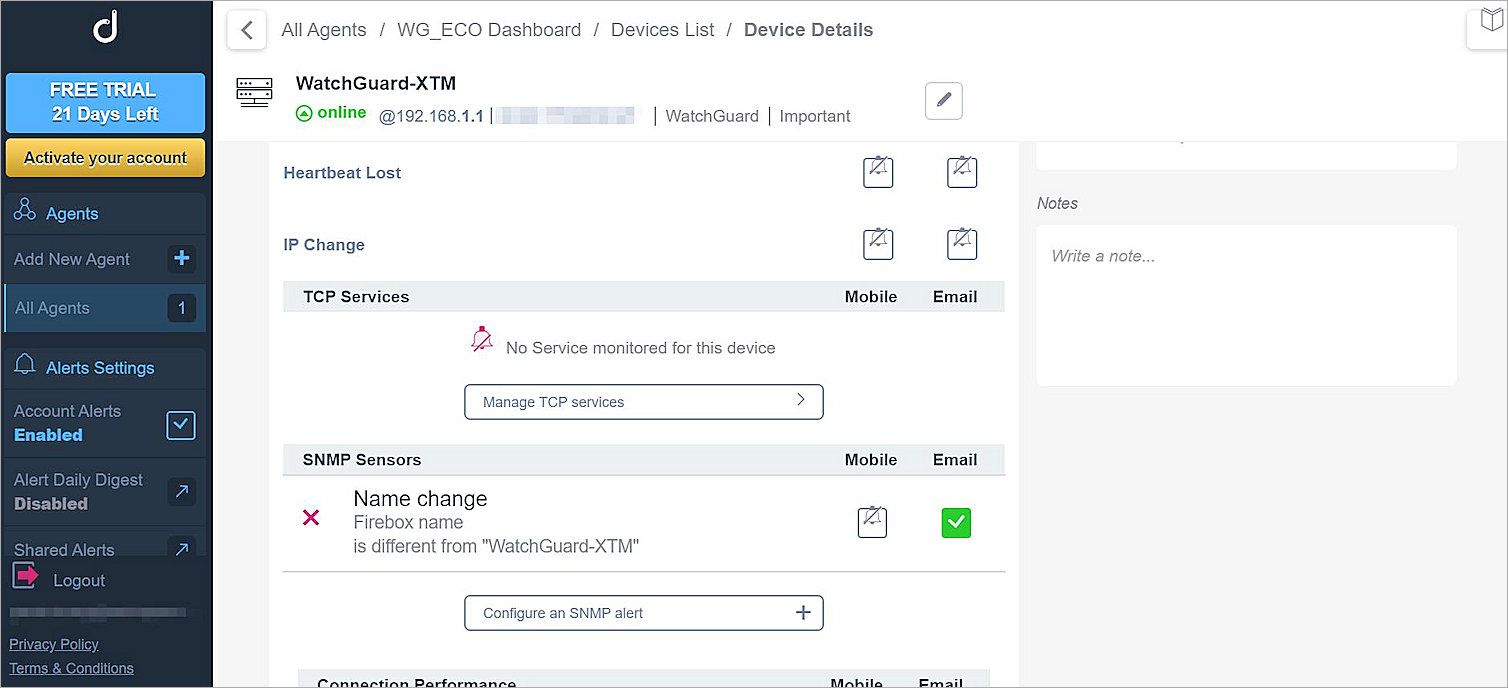 FREE TRIAL
21 Days Left
Activate your account
Agents
Add New Agent
All Agents 1
Alerts Settings
Account Alerts
Enabled
Alert Daily Digest
Disabled
Shared Alerts
Logout
Privacy Policy
Terms & Conditions
All Agents / WG_ECO Dashboard / Devices List / Device Details
WatchGuard-XTM
online @192.168.1.1 | | WatchGuard | Important
Heartbeat Lost
IP Change
TCP Services Mobile Email
No Service monitored for this device
Manage TCP services
SNMP Sensors Mobile Email
Name change
Firebox name
is different from "WatchGuard-XTM"
Configure an SNMP alert
Connection Performance Mobile Email
Notes
Write a note...